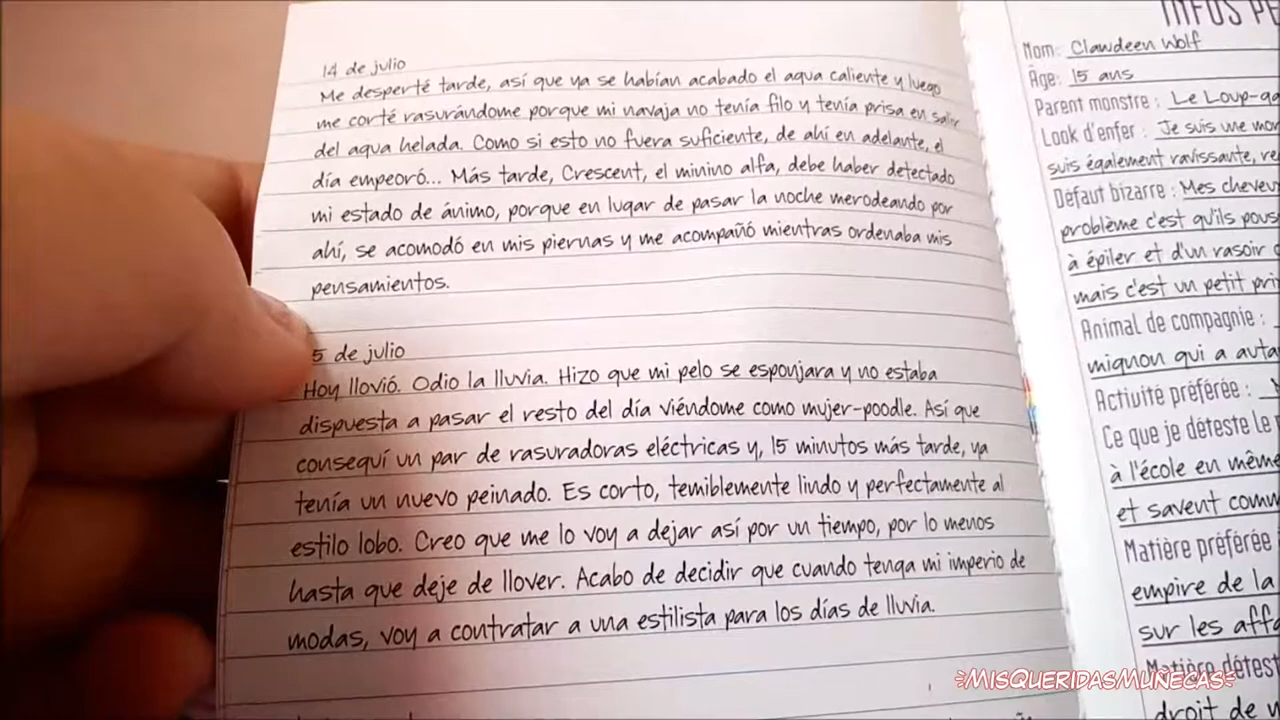 14 de julio
Me desperté tarde, así que ya se habían acabado el agua caliente y luego
me corté rasurándome porque mi navaja no tenía filo y tenía prisa en salir
del agua helada. Como si esto no fuera suficiente, de ahí en adelante, el
día empeoró... Más tarde, Crescent, el minino alfa, debe haber detectado
mi estado de ánimo, porque en lugar de pasar la noche merodeando por
ahí, se acomodó en mis piernas y me acompañó mientras ordenaba mis
pensamientos.
5 de julio
Hoy llovió. Odio la lluvia. Hizo que mi pelo se esponjara y no estaba
dispuesta a pasar el resto del día viéndome como mujer-poodle. Así que
conseguí un par de rasuradoras eléctricas y, 15 minutos más tarde, ya
tenía un nuevo peinado. Es corto, temiblemente lindo y perfectamente al
estilo lobo. Creo que me lo voy a dejar así por un tiempo, por lo menos
hasta que deje de llover. Acabo de decidir que cuando tenga mi imperio de
modas, voy a contratar a una estilista para los días de lluvia.
INFOS
Nom: Clawdeen Wolf
Âge: 15 ans
Parent monstre : Le Loup-
Look d'enfer : Je suis une
suis également ravissante,
Défaut bizarre : Mes
problème c'est qu'ils
à épiler et d'un rasoir
mais c'est un petit
Animal de compagnie :
mignon qui a
Activité préférée :
Ce que je déteste le
à l'école en même
et savent
Matière préférée
empire de la
sur les
Matière
droit de
MISQUERIDASMUÑECAS